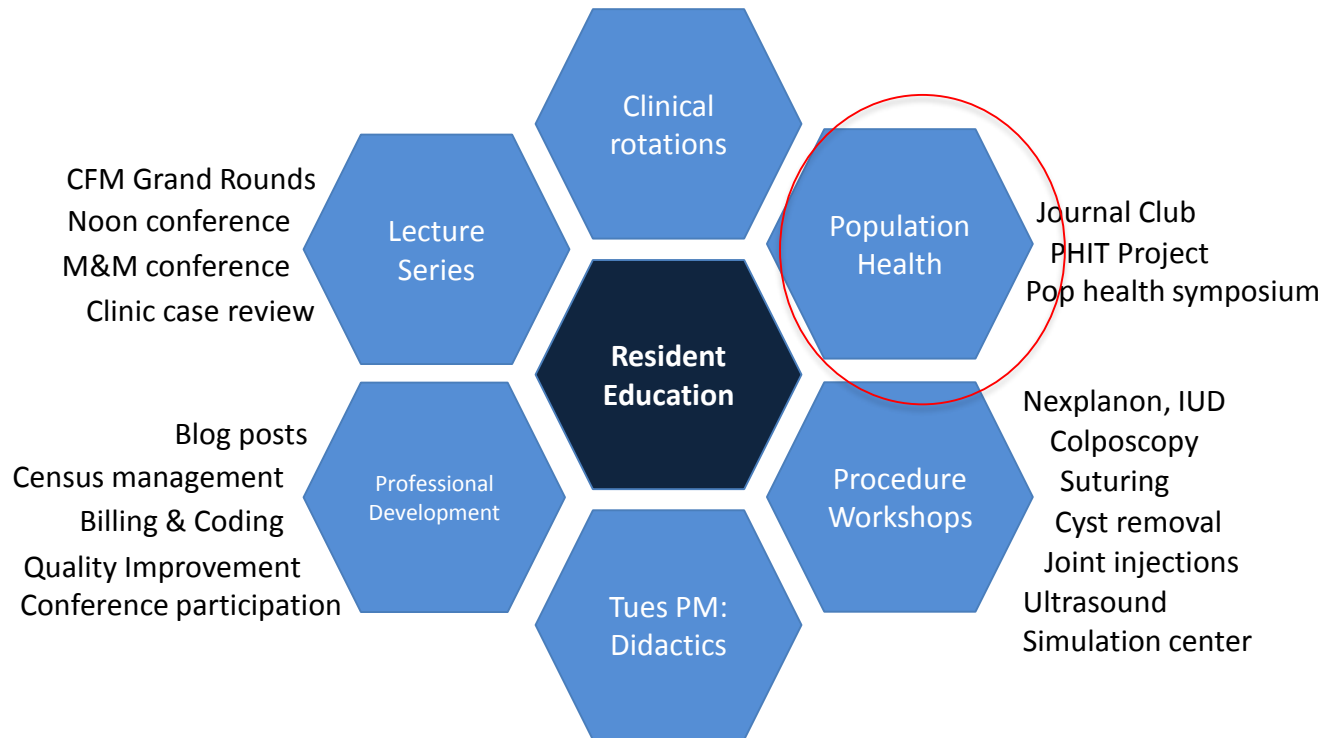 Clinical
rotations
CFM Grand Rounds
Noon conference
M&M conference
Clinic case review
Lecture
Series
Population
Health
Journal Club
PHIT Project
Pop health symposium
Resident
Education
Blog posts
Census management
Billing & Coding
Quality Improvement
Conference participation
Professional
Development
Procedure
Workshops
Nexplanon, IUD
Colposcopy
Suturing
Cyst removal
Joint injections
Ultrasound
Simulation center
Tues PM:
Didactics